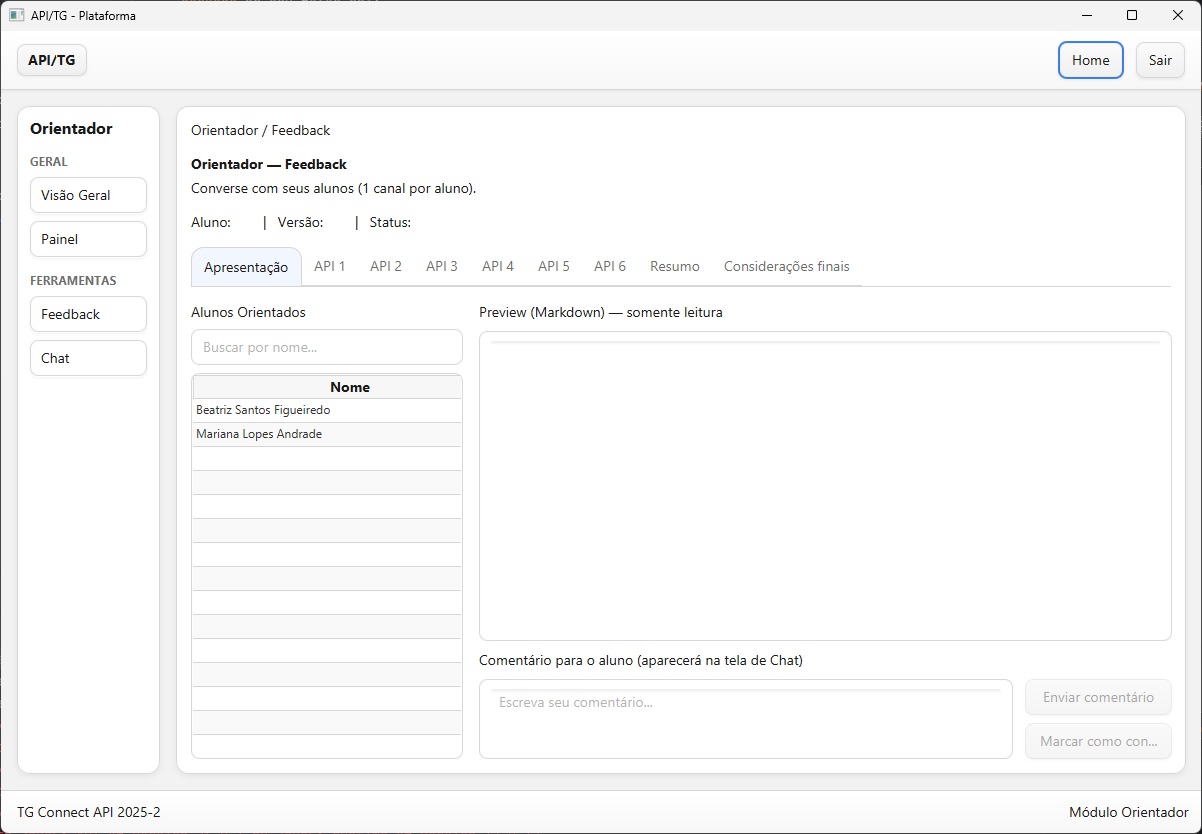 API/TG - Plataforma
API/TG
Home
Sair
Orientador
GERAL
Visão Geral
Painel
FERRAMENTAS
Feedback
Chat
Orientador / Feedback
Orientador — Feedback
Converse com seus alunos (1 canal por aluno).
Aluno: | Versão: | Status:
Apresentação API 1 API 2 API 3 API 4 API 5 API 6 Resumo Considerações finais
Alunos Orientados
Buscar por nome...
Nome
Beatriz Santos Figueiredo
Mariana Lopes Andrade
Preview (Markdown) — somente leitura
Comentário para o aluno (aparecerá na tela de Chat)
Escreva seu comentário...
Enviar comentário
Marcar como con...
TG Connect API 2025-2
Módulo Orientador